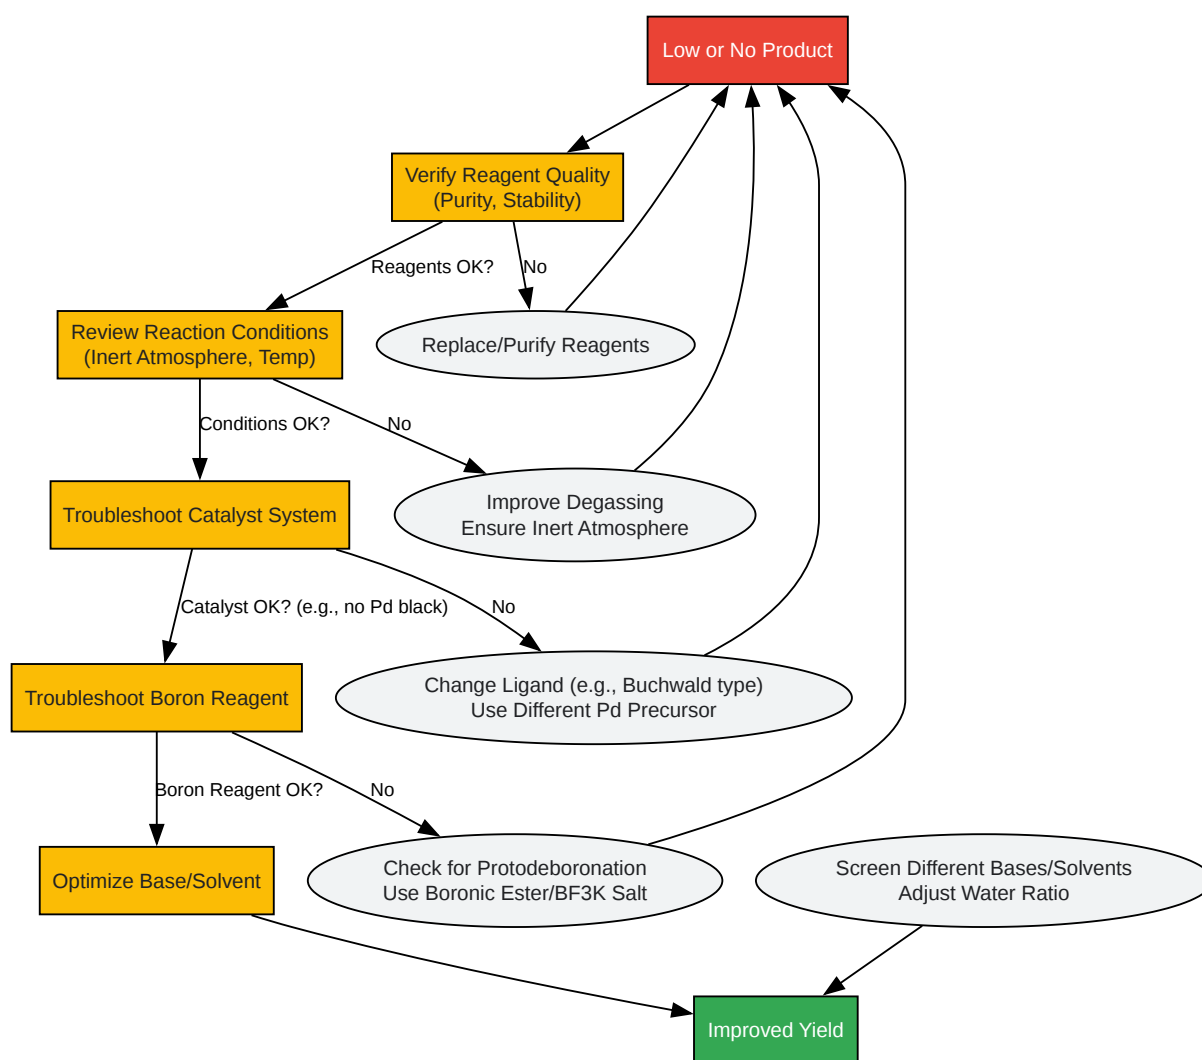 Low or No Product
Verify Reagent Quality
(Purity, Stability)
Reagents OK?
No
Review Reaction Conditions
(Inert Atmosphere, Temp)
Replace/Purify Reagents
Conditions OK?
No
Troubleshoot Catalyst System
Improve Degassing
Ensure Inert Atmosphere
Catalyst OK? (e.g., no Pd black)
No
Troubleshoot Boron Reagent
Change Ligand (e.g., Buchwald type)
Use Different Pd Precursor
Boron Reagent OK?
No
Optimize Base/Solvent
Check for Protodeboronation
Use Boronic Ester/BF3K Salt
Screen Different Bases/Solvents
Adjust Water Ratio
Improved Yield